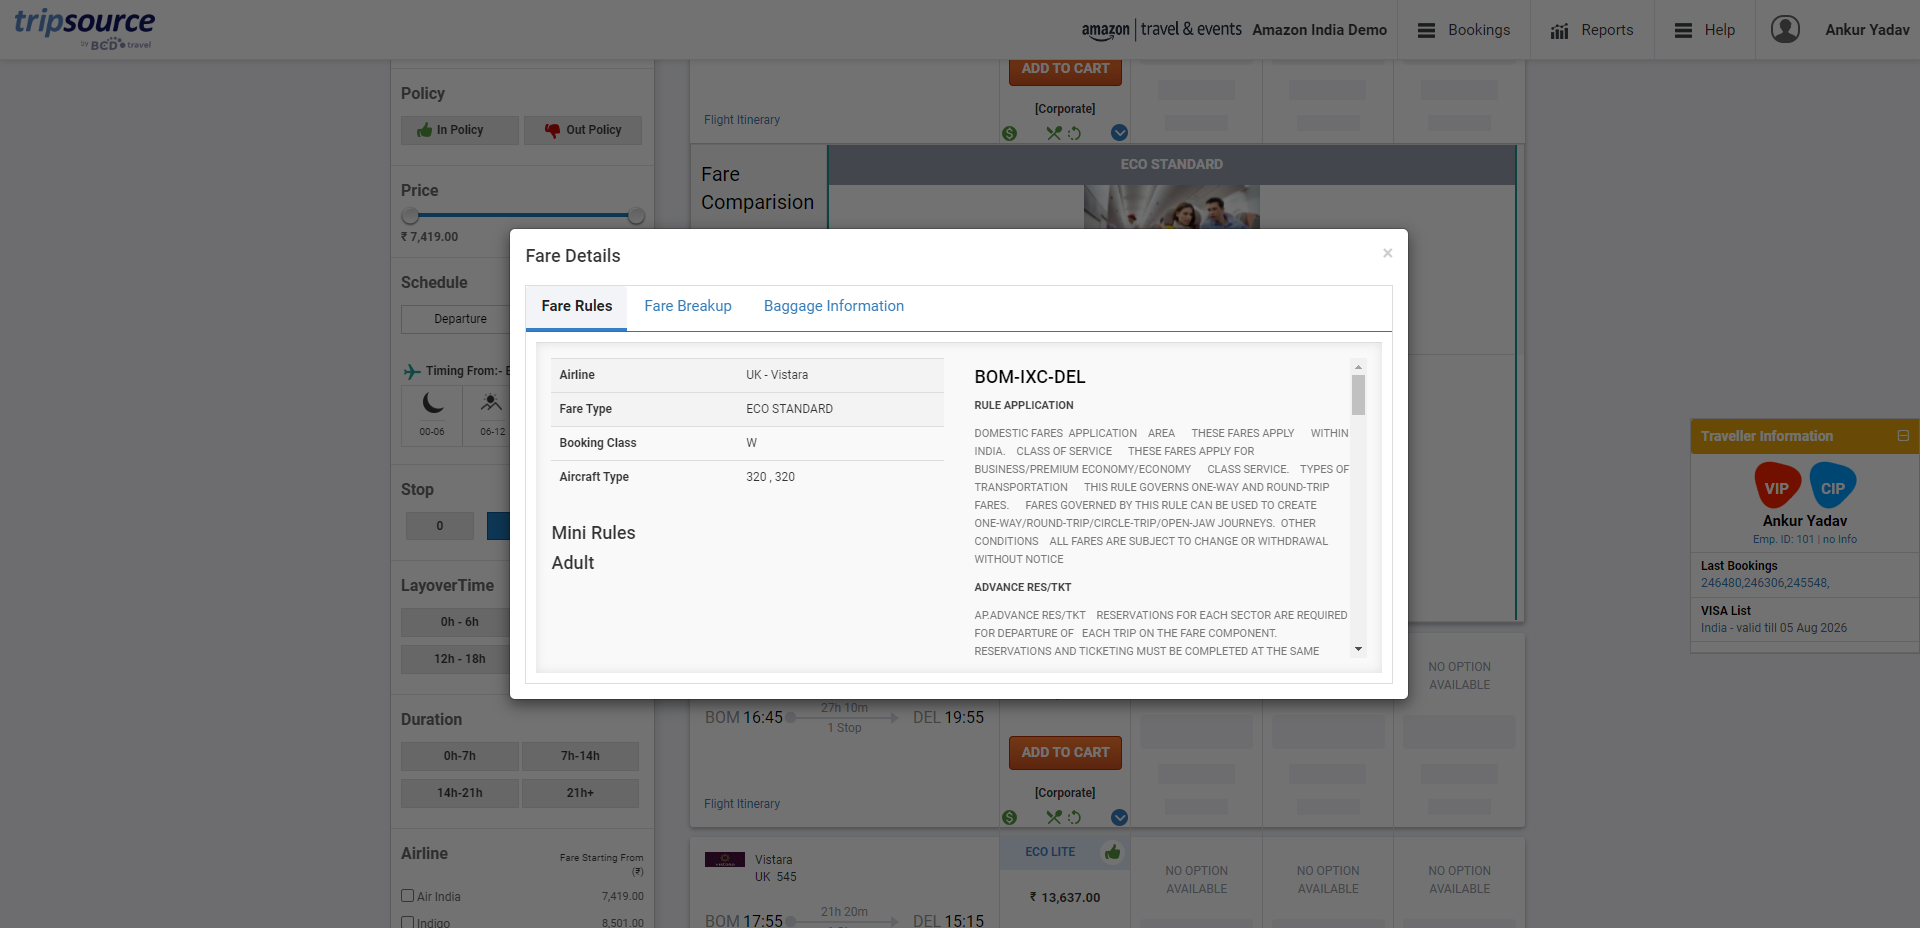 tripsource
by BCD travel
amazon travel & events
Amazon India Demo
Bookings
Reports
Help
Ankur Yadav
Policy
In Policy
Out Policy
Price
₹ 7,419.00
Schedule
Departure
Timing From:-
00-06
06-12
Stop
0
LayoverTime
0h - 6h
12h - 18h
Duration
0h-7h
7h-14h
14h-21h
21h+
Airline
Fare Starting From
(₹)
Air India
7,419.00
Indigo
8,501.00
ADD TO CART
[Corporate]
Flight Itinerary
Fare
Comparision
ECO STANDARD
Fare Details
×
Fare Rules
Fare Breakup
Baggage Information
Airline
UK - Vistara
Fare Type
ECO STANDARD
Booking Class
W
Aircraft Type
320 , 320
Mini Rules
Adult
BOM-IXC-DEL
RULE APPLICATION
DOMESTIC FARES APPLICATION AREA THESE FARES APPLY WITHIN
INDIA. CLASS OF SERVICE THESE FARES APPLY FOR
BUSINESS/PREMIUM ECONOMY/ECONOMY CLASS SERVICE. TYPES OF
TRANSPORTATION THIS RULE GOVERNS ONE-WAY AND ROUND-TRIP
FARES. FARES GOVERNED BY THIS RULE CAN BE USED TO CREATE
ONE-WAY/ROUND-TRIP/CIRCLE-TRIP/OPEN-JAW JOURNEYS. OTHER
CONDITIONS ALL FARES ARE SUBJECT TO CHANGE OR WITHDRAWAL
WITHOUT NOTICE
ADVANCE RES/TKT
AP.ADVANCE RES/TKT RESERVATIONS FOR EACH SECTOR ARE REQUIRED
FOR DEPARTURE OF EACH TRIP ON THE FARE COMPONENT.
RESERVATIONS AND TICKETING MUST BE COMPLETED AT THE SAME
BOM 16:45
27h 10m
1 Stop
DEL 19:55
ADD TO CART
[Corporate]
Flight Itinerary
NO OPTION
AVAILABLE
Vistara
UK 545
ECO LITE
₹ 13,637.00
BOM 17:55
21h 20m
DEL 15:15
NO OPTION
AVAILABLE
NO OPTION
AVAILABLE
NO OPTION
AVAILABLE
Traveller Information
VIP
CIP
Ankur Yadav
Emp. ID: 101 | no Info
Last Bookings
246480,246306,245548,
VISA List
India - valid till 05 Aug 2026